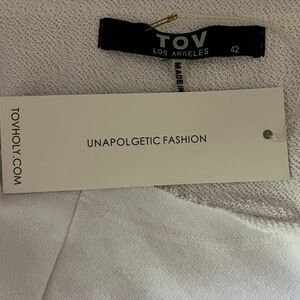 TOV
LOS ANGELES
42
MADE IN
TOVHOLY.COM
UNAPOLGETIC FASHION